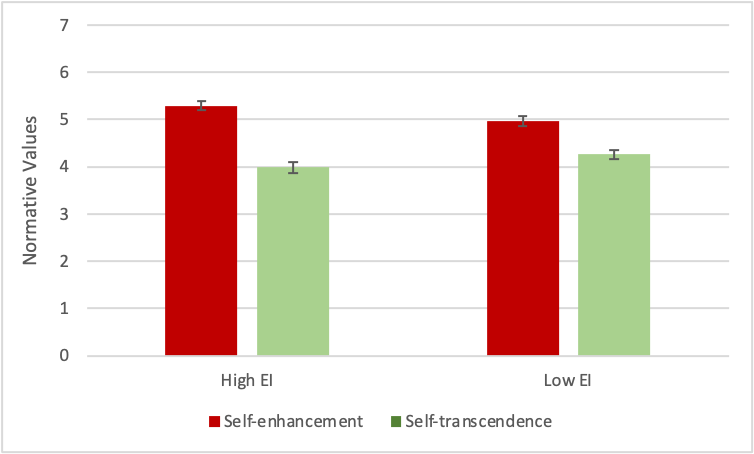 Normative Values
7
6
5
4
3
2
1
0
High EI
Low EI
Self-enhancement
Self-transcendence